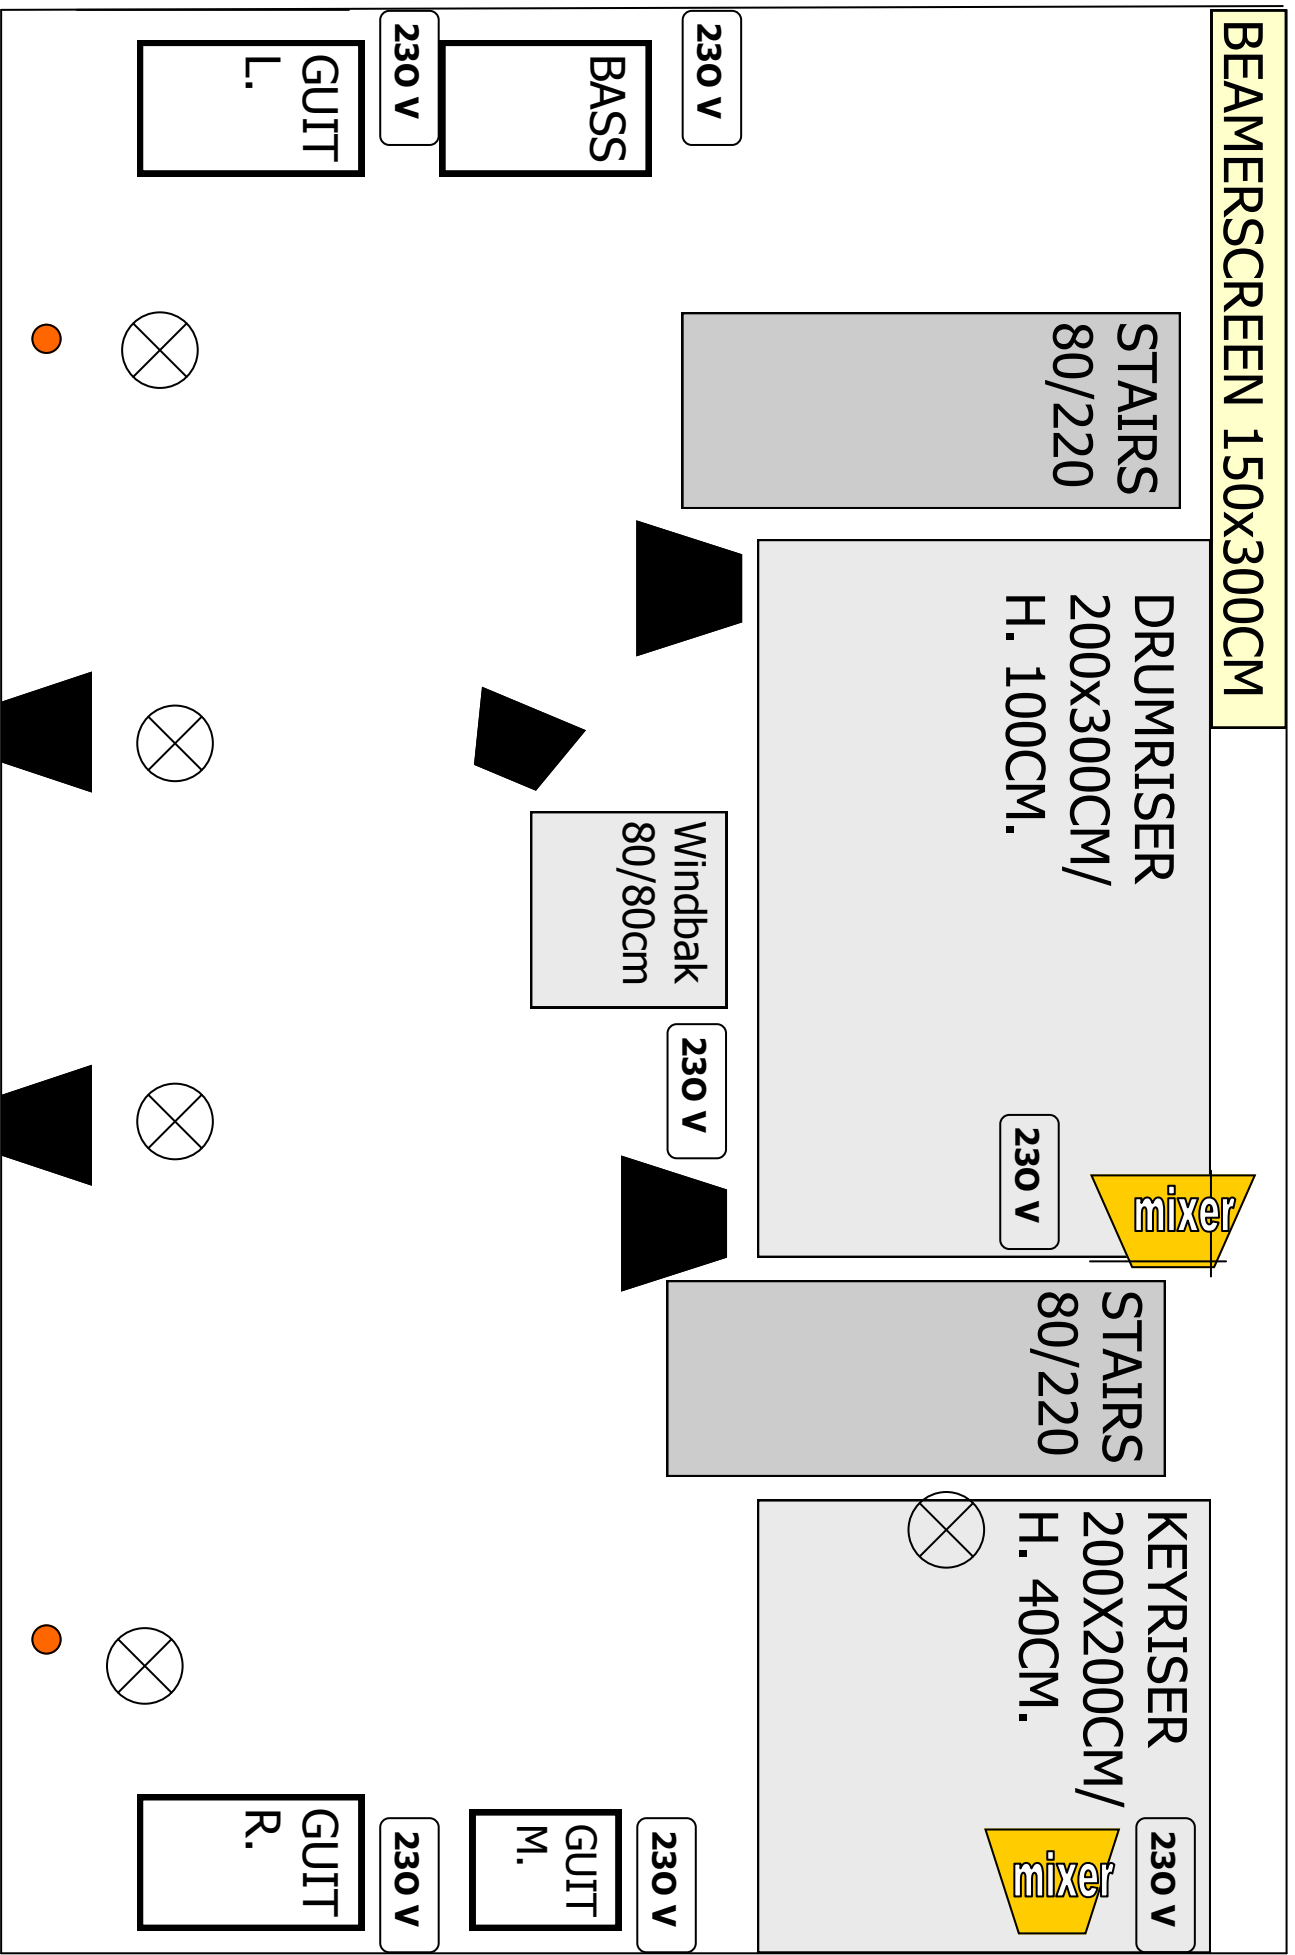 BEAMERSCREEN 150x300CM
230 V
BASS
230 V
GUIT
L.
STAIRS
80/220
DRUMRISER
200x300CM/
H. 100CM.
Windbak
80/80cm
230 V
230 V
mixer
STAIRS
80/220
KEYRISER
200X200CM/
H. 40CM.
230 V
mixer
230 V
GUIT
M.
230 V
GUIT
R.